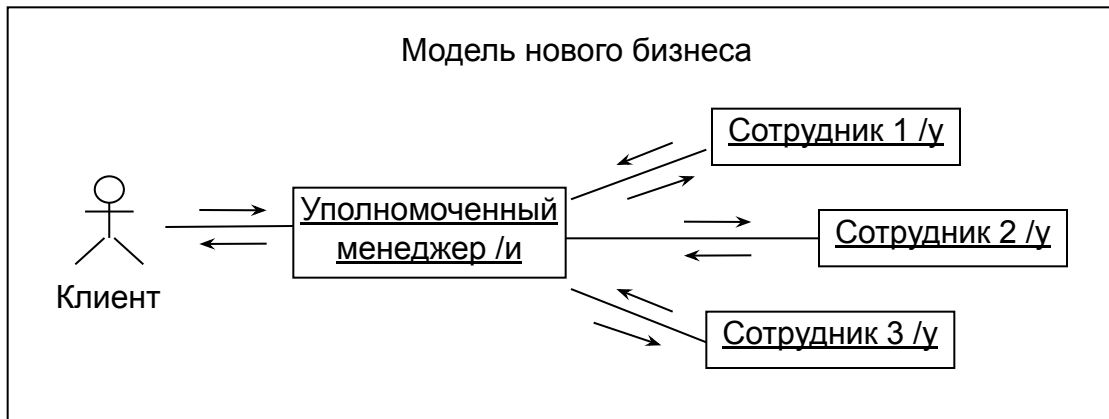 Модель нового бизнеса
Сотрудник 1 /у
Уполномоченный
менеджер /и
Сотрудник 2 /у
Клиент
Сотрудник 3 /у